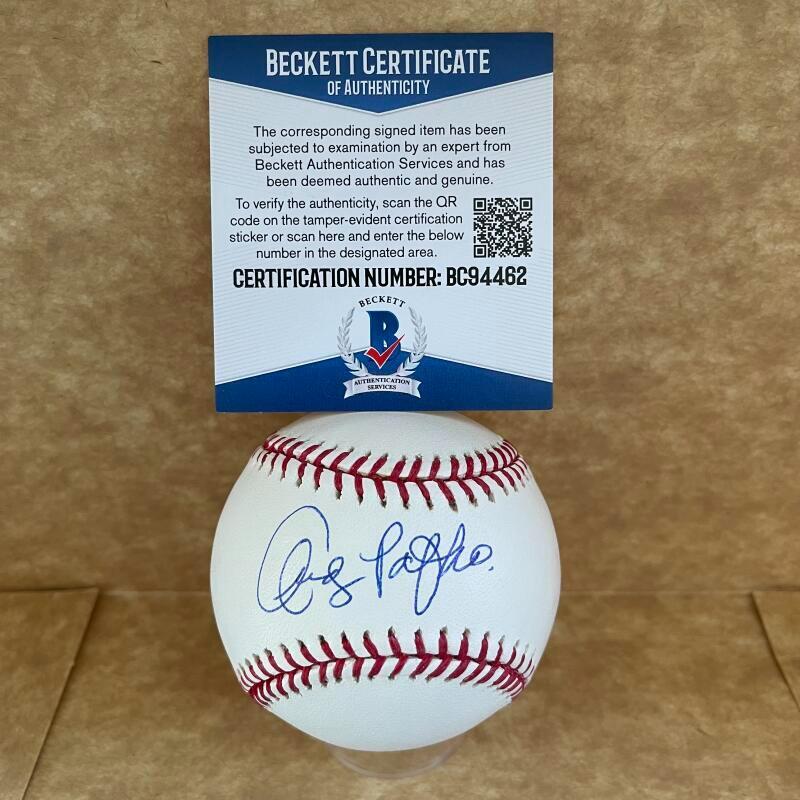 BECKETT CERTIFICATE
OF AUTHENTICITY
The corresponding signed item has been
subjected to examination by an expert from
Beckett Authentication Services and has
been deemed authentic and genuine.
To verify the authenticity, scan the QR
code on the tamper-evident certification
sticker or scan here and enter the below
number in the designated area.
CERTIFICATION NUMBER: BC94462
BECKETT
B
AUTHENTICATION
SERVICES
Andy Pafko